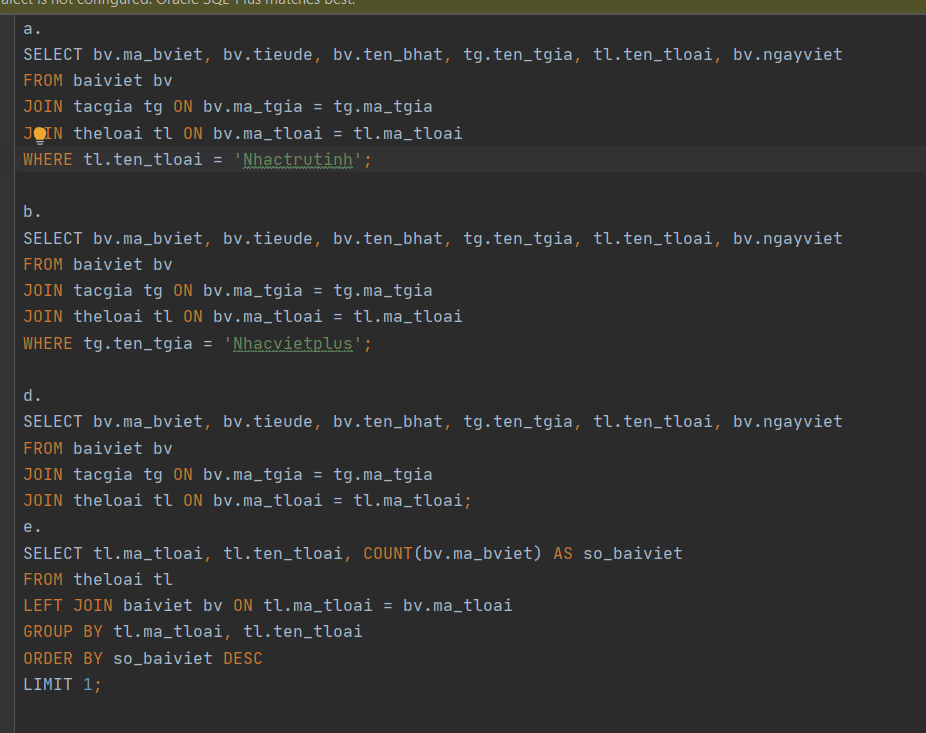 is not configured. Oracle SQL*Plus matches best.
a.
SELECT bv.ma_bviet, bv.tieude, bv.ten_bhat, tg.ten_tgia, tl.ten_tloai, bv.ngayviet
FROM baiviet bv
JOIN tacgia tg ON bv.ma_tgia = tg.ma_tgia
JOIN theloai tl ON bv.ma_tloai = tl.ma_tloai
WHERE tl.ten_tloai = 'Nhactrutinh';
b.
SELECT bv.ma_bviet, bv.tieude, bv.ten_bhat, tg.ten_tgia, tl.ten_tloai, bv.ngayviet
FROM baiviet bv
JOIN tacgia tg ON bv.ma_tgia = tg.ma_tgia
JOIN theloai tl ON bv.ma_tloai = tl.ma_tloai
WHERE tg.ten_tgia = 'Nhacvietplus';
d.
SELECT bv.ma_bviet, bv.tieude, bv.ten_bhat, tg.ten_tgia, tl.ten_tloai, bv.ngayviet
FROM baiviet bv
JOIN tacgia tg ON bv.ma_tgia = tg.ma_tgia
JOIN theloai tl ON bv.ma_tloai = tl.ma_tloai;
e.
SELECT tl.ma_tloai, tl.ten_tloai, COUNT(bv.ma_bviet) AS so_baiviet
FROM theloai tl
LEFT JOIN baiviet bv ON tl.ma_tloai = bv.ma_tloai
GROUP BY tl.ma_tloai, tl.ten_tloai
ORDER BY so_baiviet DESC
LIMIT 1;